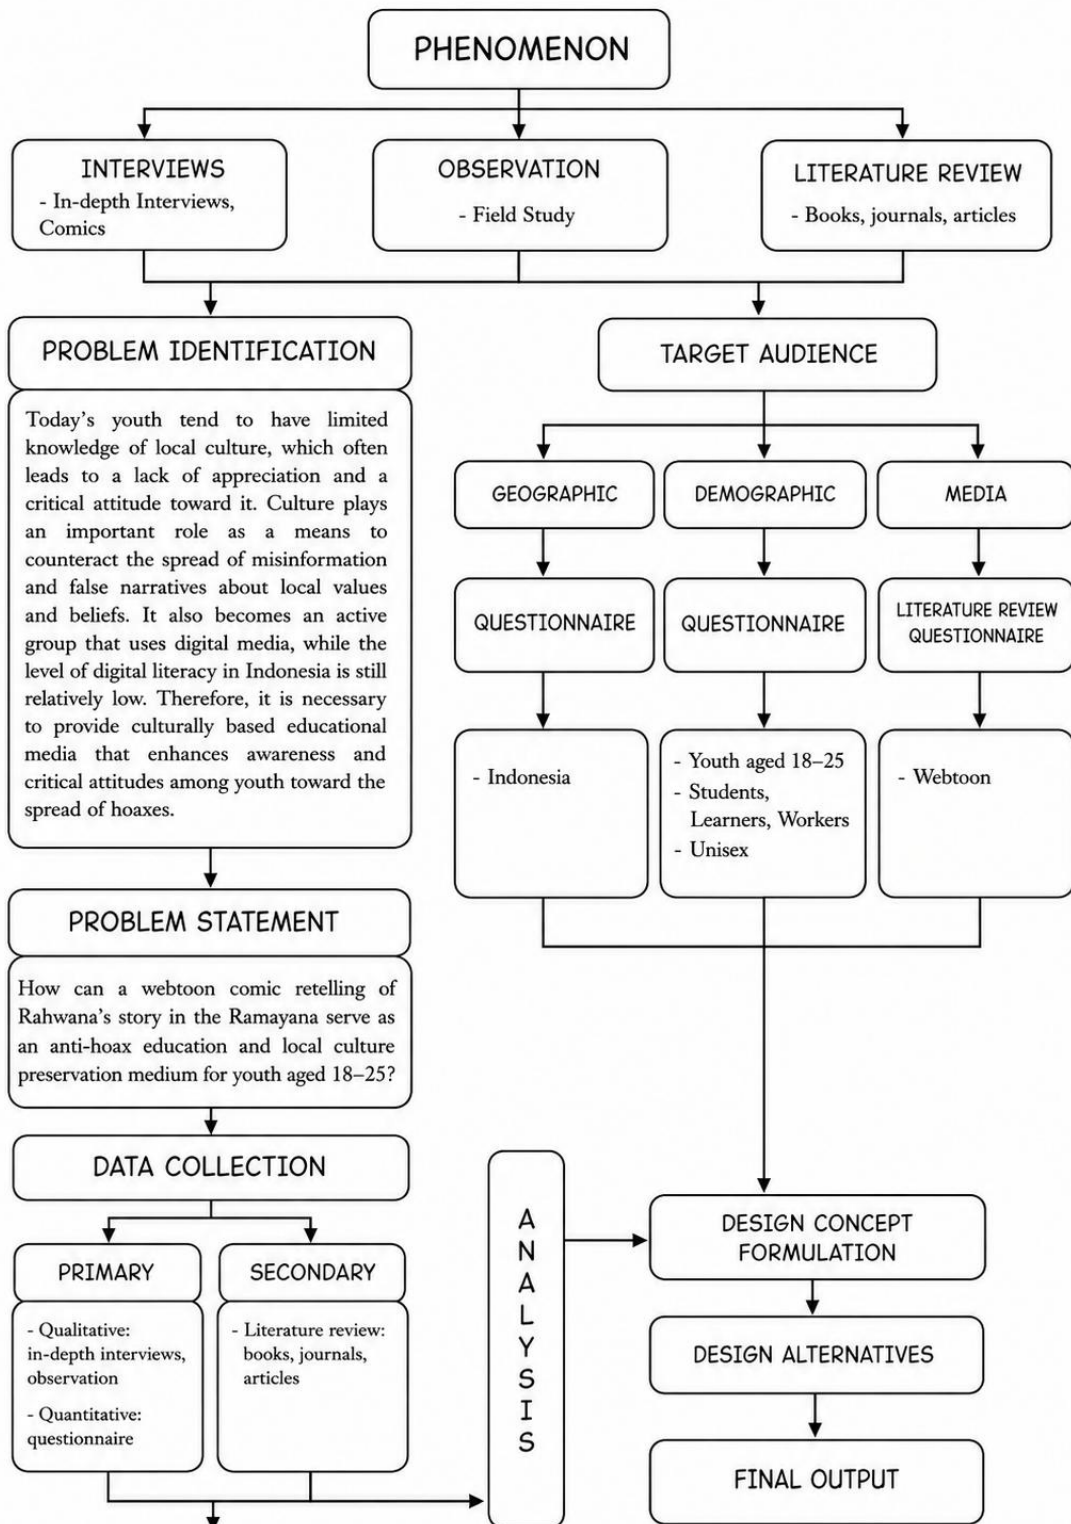 PHENOMENON
INTERVIEWS
- In-depth Interviews,
Comics
OBSERVATION
- Field Study
LITERATURE REVIEW
- Books, journals, articles
PROBLEM IDENTIFICATION
Today's youth tend to have limited
knowledge of local culture, which often
leads to a lack of appreciation and a
critical attitude toward it. Culture plays
an important role as a means to
counteract the spread of misinformation
and false narratives about local values
and beliefs. It also becomes an active
group that uses digital media, while the
level of digital literacy in Indonesia is still
relatively low. Therefore, it is necessary
to provide culturally based educational
media that enhances awareness and
critical attitudes among youth toward the
spread of hoaxes.
PROBLEM STATEMENT
How can a webtoon comic retelling of
Rahwana's story in the Ramayana serve as
an anti-hoax education and local culture
preservation medium for youth aged 18–25?
DATA COLLECTION
PRIMARY
- Qualitative:
in-depth interviews,
observation
- Quantitative:
questionnaire
SECONDARY
- Literature review:
books, journals,
articles
TARGET AUDIENCE
GEOGRAPHIC
QUESTIONNAIRE
- Indonesia
DEMOGRAPHIC
QUESTIONNAIRE
- Youth aged 18–25
- Students,
Learners, Workers
- Unisex
MEDIA
LITERATURE REVIEW
QUESTIONNAIRE
- Webtoon
ANALYSIS
DESIGN CONCEPT
FORMULATION
DESIGN ALTERNATIVES
FINAL OUTPUT